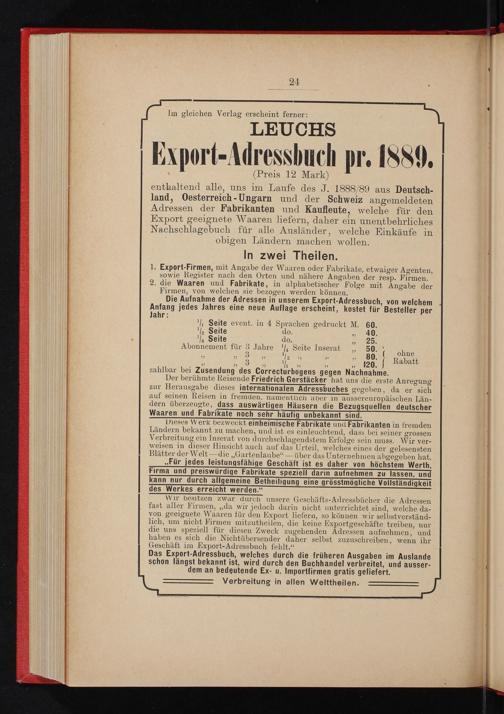 24
Im gleichen Verlag erscheint ferner:
LEUCHS
Export-Adressbuch pr. 1889.
(Preis 12 Mark)
enthaltend alle, uns im Laufe des J. 1888/89 aus Deutsch-
land, Oesterreich-Ungarn und der Schweiz angemeldeten
Adressen der Fabrikanten und Kaufleute, welche für den
Export geeignete Waaren liefern, daher ein unentbehrliches
Nachschlagebuch für alle Ausländer, welche Einkäufe in
obigen Ländern machen wollen.
In zwei Theilen.
1. Export-Firmen, mit Angabe der Waaren oder Fabrikate, etwaiger Agenten,
sowie Register nach den Orten und nähere Angaben der resp. Firmen.
2. die Waaren und Fabrikate, in alphabetischer Folge mit Angabe der
Firmen, von welchen sie bezogen werden können.
Die Aufnahme der Adressen in unserem Export-Adressbuch, von welchem
Anfang jedes Jahres eine neue Auflage erscheint, kostet für Besteller per
Jahr:
1/1 Seite event. in 4 Sprachen gedruckt M. 60.
1/2 Seite do. „ 40.
1/4 Seite do. „ 25.
Abonnement für 3 Jahre 1/4 Seite Inserat „ 50.
„ „ 3 „ 1/2 „ „ „ 80. ohne
„ „ 3 „ 1/1 „ „ „ 120. Rabatt
zahlbar bei Zusendung des Correcturbogens gegen Nachnahme.
Der berühmte Reisende Friedrich Gerstäcker hat uns die erste Anregung
zur Herausgabe dieses internationalen Adressbuches gegeben, da er sich
auf seinen Reisen in fremden, namentlich aber in aussereuropäischen Län-
dern überzeugte, dass auswärtigen Häusern die Bezugsquellen deutscher
Waaren und Fabrikate noch sehr häufig unbekannt sind.
Dieses Werk bezweckt einheimische Fabrikate und Fabrikanten in fremden
Ländern bekannt zu machen, und ist es einleuchtend, dass bei seiner grossen
Verbreitung ein Inserat von durchschlagendstem Erfolge sein muss. Wir ver-
weisen in dieser Hinsicht auch auf das Urtheil, welches eines der gelesensten
Blätter der Welt — die „Gartenlaube" — über das Unternehmen abgegeben hat.
„Für jedes leistungsfähige Geschäft ist es daher von höchstem Werth,
Firma und preiswürdige Fabrikate speziell darin aufnehmen zu lassen, und
kann nur durch allgemeine Betheiligung eine grösstmögliche Vollständigkeit
des Werkes erreicht werden."
Wir besitzen zwar durch unsere Geschäfts-Adressbücher die Adressen
fast aller Firmen, „da wir jedoch darin nicht unterrichtet sind, welche da-
von geeignete Waaren für den Export liefern, so können wir selbstverständ-
lich, um nicht Firmen mitzutheilen, die keine Exportgeschäfte treiben, nur
die uns speziell für diesen Zweck zugehenden Adressen aufnehmen, und
haben es sich die Nichtübersender daher selbst zuzuschreiben, wenn ihr
Geschäft im Export-Adressbuch fehlt."
Das Export-Adressbuch, welches durch die früheren Ausgaben im Auslande
schon längst bekannt ist, wird durch den Buchhandel verbreitet, und ausser-
dem an bedeutende Ex- u. Importfirmen gratis geliefert.
Verbreitung in allen Welttheilen.